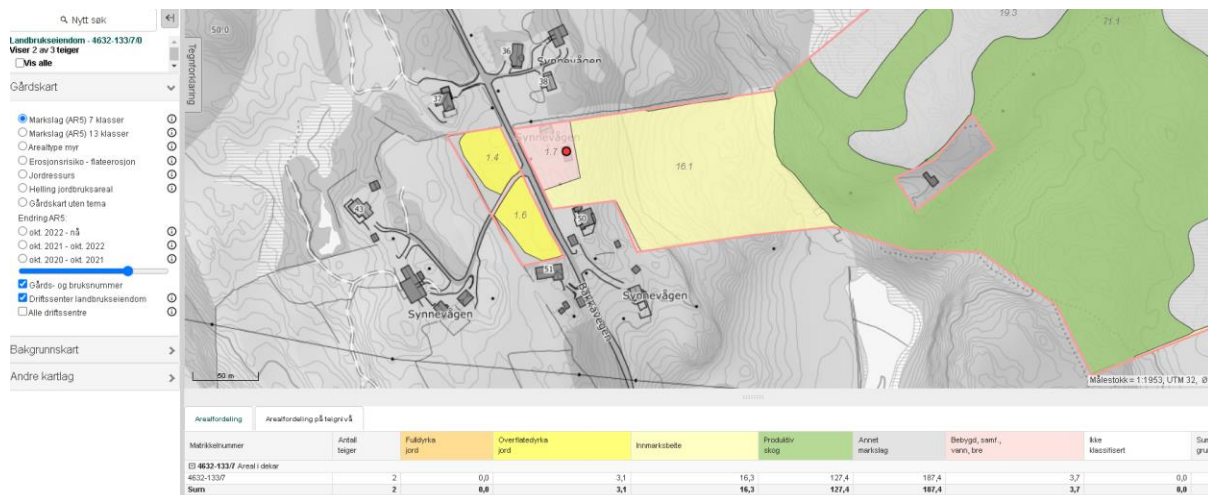 Nytt søk
Landbrukseiendom - 4632-133/7/0
Viser 2 av 3 teiger
Vis alle
Gårdskart
Markslag (AR5) 7 klasser
Markslag (AR5) 13 klasser
Arealtype myr
Erosjonsrisiko - flateerosjon
Jordressurs
Helling jordbruksareal
Gårdskart uten tema
Endring AR5:
okt. 2022 - nå
okt. 2021 - okt. 2022
okt. 2020 - okt. 2021
Gårds- og bruksnummer
Driftssenter landbrukseiendom
Alle driftssentre
Bakgrunnskart
Andre kartlag
Tegnforklaring
50.0
36
Synnevågen
38
37
19.3
71.1
Synnevågen
1.4
1.7
16.1
1.6
43
50
51
Synnevågen
Bakkavegen
Synnevågen
50 m
Målestokk = 1:1953, UTM 32,
Arealfordeling
Arealfordeling på teignivå
Matrikkelnummer Antall teiger Fulldyrka jord Overflatedyrka jord Innmarksbeite Produktiv skog Annet markslag Bebygd, samf., vann, bre Ikke klassifisert
4632-133/7 Areal i dekar
4632-133/7 2 0,0 3,1 16,3 127,4 187,4 3,7 0,0
Sum 2 0,0 3,1 16,3 127,4 187,4 3,7 0,0